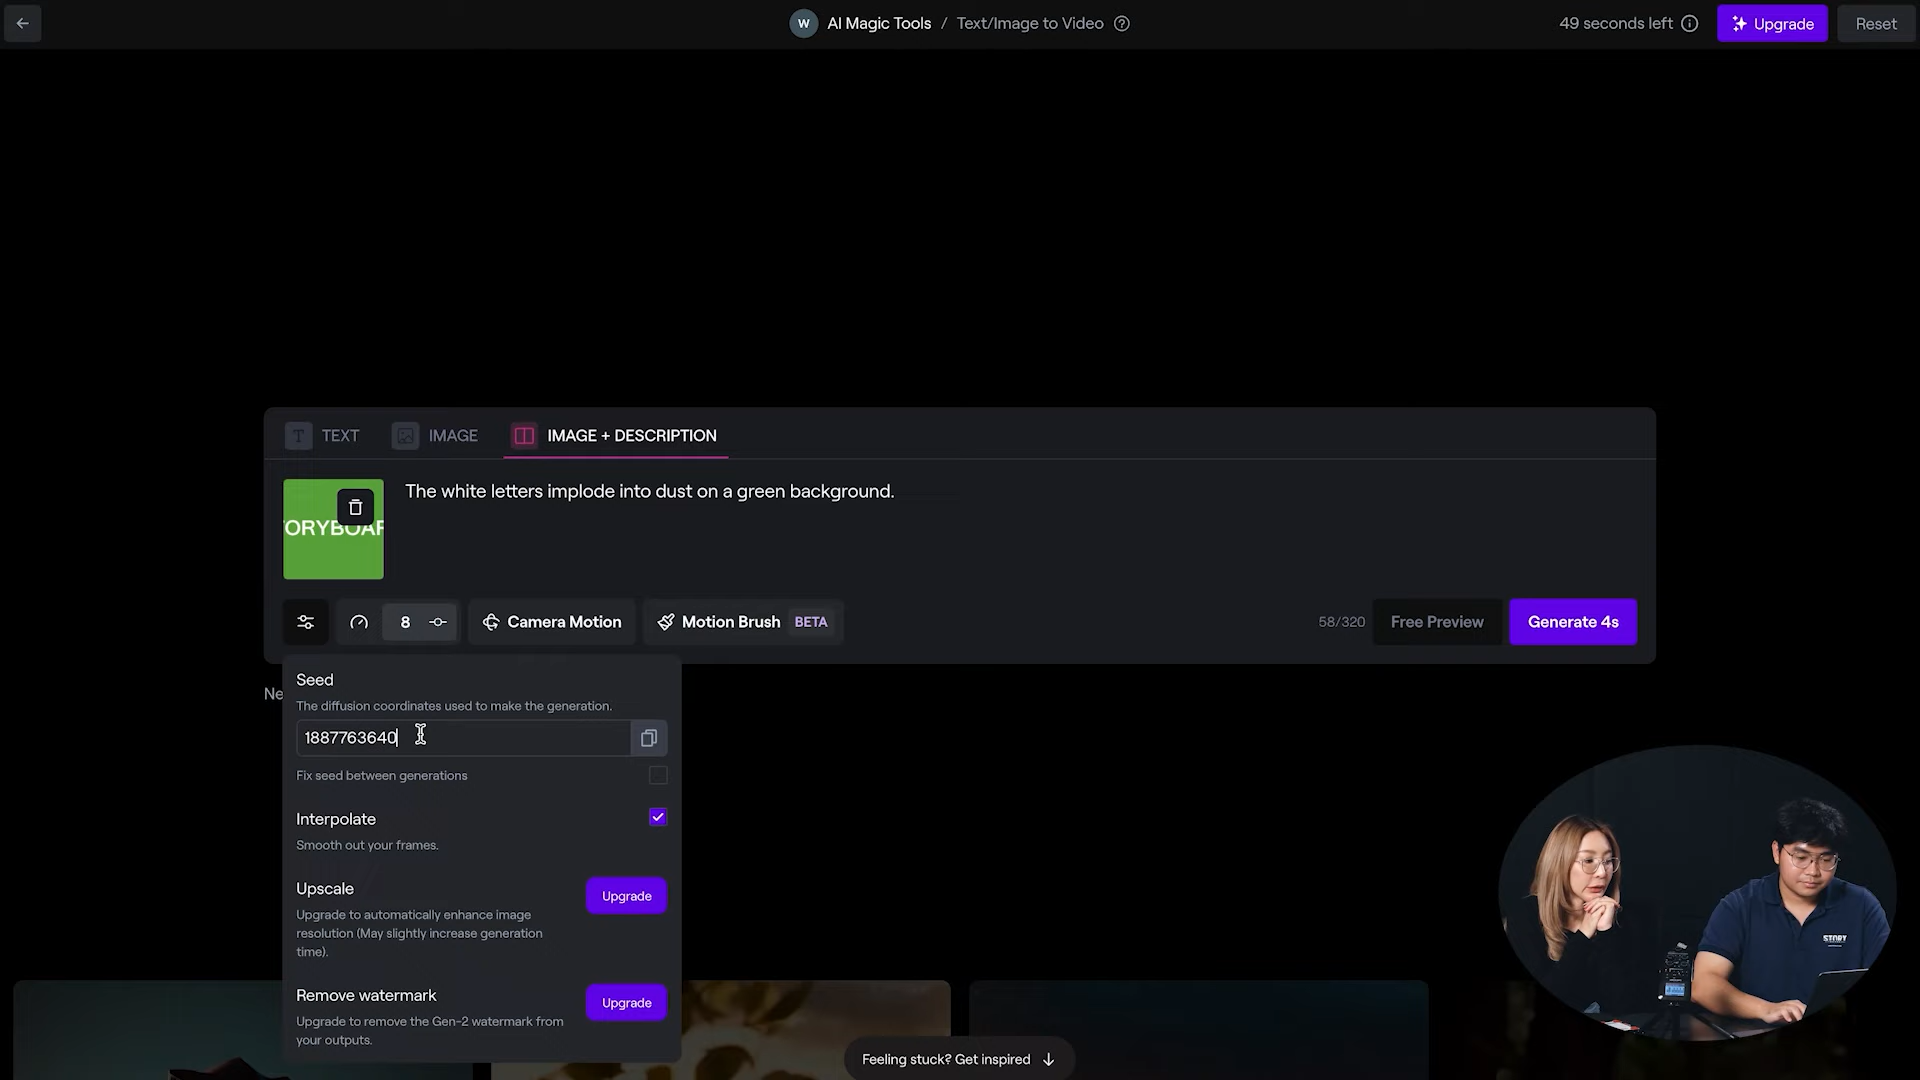 W AI Magic Tools / Text/Image to Video
49 seconds left
Upgrade
Reset
TEXT
IMAGE
IMAGE + DESCRIPTION
The white letters implode into dust on a green background.
TORYBOAR
8
Camera Motion
Motion Brush BETA
58/320
Free Preview
Generate 4s
Ne
Seed
The diffusion coordinates used to make the generation.
1887763640
Fix seed between generations
Interpolate
Smooth out your frames.
Upscale
Upgrade
Upgrade to automatically enhance image
resolution (May slightly increase generation
time).
Remove watermark
Upgrade
Upgrade to remove the Gen-2 watermark from
your outputs.
Feeling stuck? Get inspired
STORY